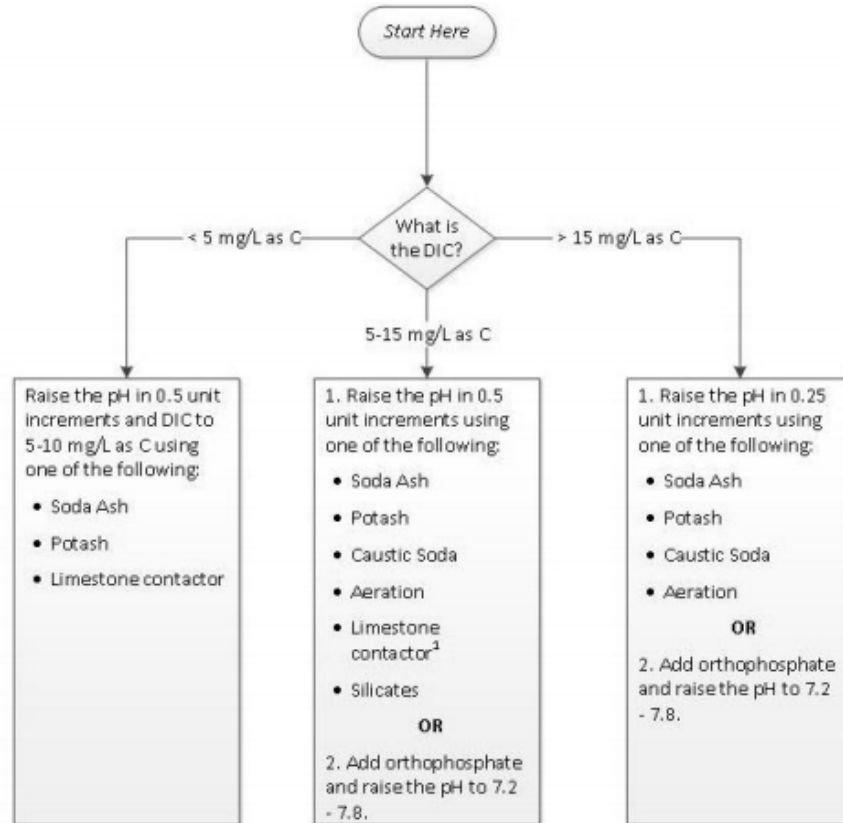 Start Here
What is
the DIC?
< 5 mg/L as C
> 15 mg/L as C
5-15 mg/L as C
Raise the pH in 0.5 unit
increments and DIC to
5-10 mg/L as C using
one of the following:
• Soda Ash
• Potash
• Limestone contactor
1. Raise the pH in 0.5
unit increments using
one of the following:
• Soda Ash
• Potash
• Caustic Soda
• Aeration
• Limestone
contactor¹
• Silicates
OR
2. Add orthophosphate
and raise the pH to 7.2
- 7.8.
1. Raise the pH in 0.25
unit increments using
one of the following:
• Soda Ash
• Potash
• Caustic Soda
• Aeration
OR
2. Add orthophosphate
and raise the pH to 7.2
- 7.8.